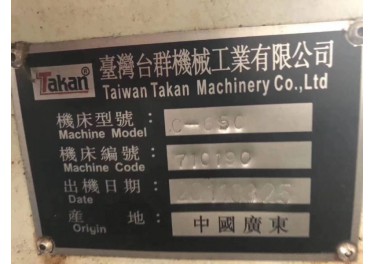 Takan
臺灣台群機械工業有限公司
Taiwan Takan Machinery Co.,Ltd
機床型號：
Machine Model
機床編號：
Machine Code
710190
出機日期：
Date
產 地：中國廣東
Origin